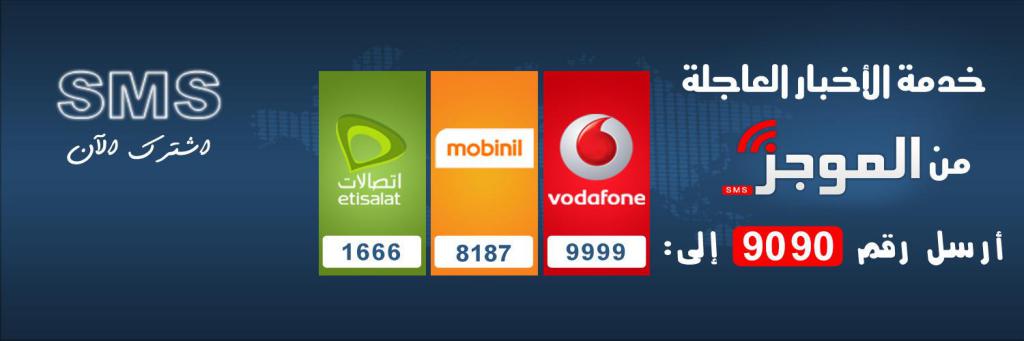 خدمة الأخبار العاجلة
من الموجز
SMS
أرسل رقم 9090 إلى:
vodafone
9999
mobinil
8187
اتصالات
etisalat
1666
SMS
اشترك الآن